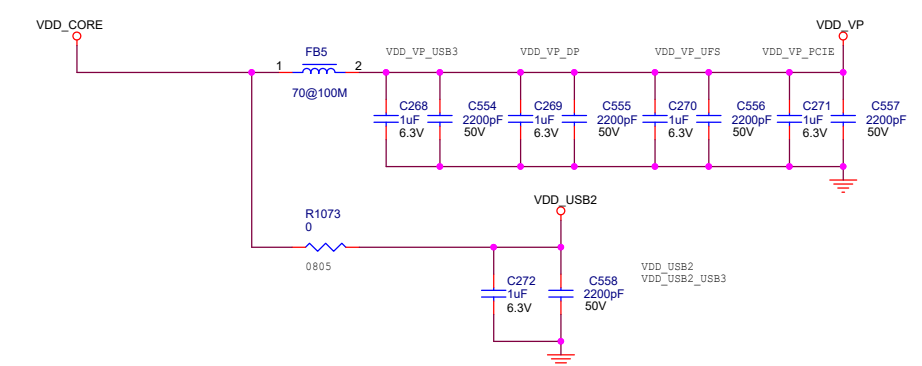 VDD_CORE
VDD_VP
FB5
VDD_VP_USB3
VDD_VP_DP
VDD_VP_UFS
VDD_VP_PCIE
1
2
70@100M
C268
1uF
6.3V
C554
2200pF
50V
C269
1uF
6.3V
C555
2200pF
50V
C270
1uF
6.3V
C556
2200pF
50V
C271
1uF
6.3V
C557
2200pF
50V
VDD_USB2
R1073
0
0805
C272
1uF
6.3V
C558
2200pF
50V
VDD_USB2
VDD_USB2_USB3